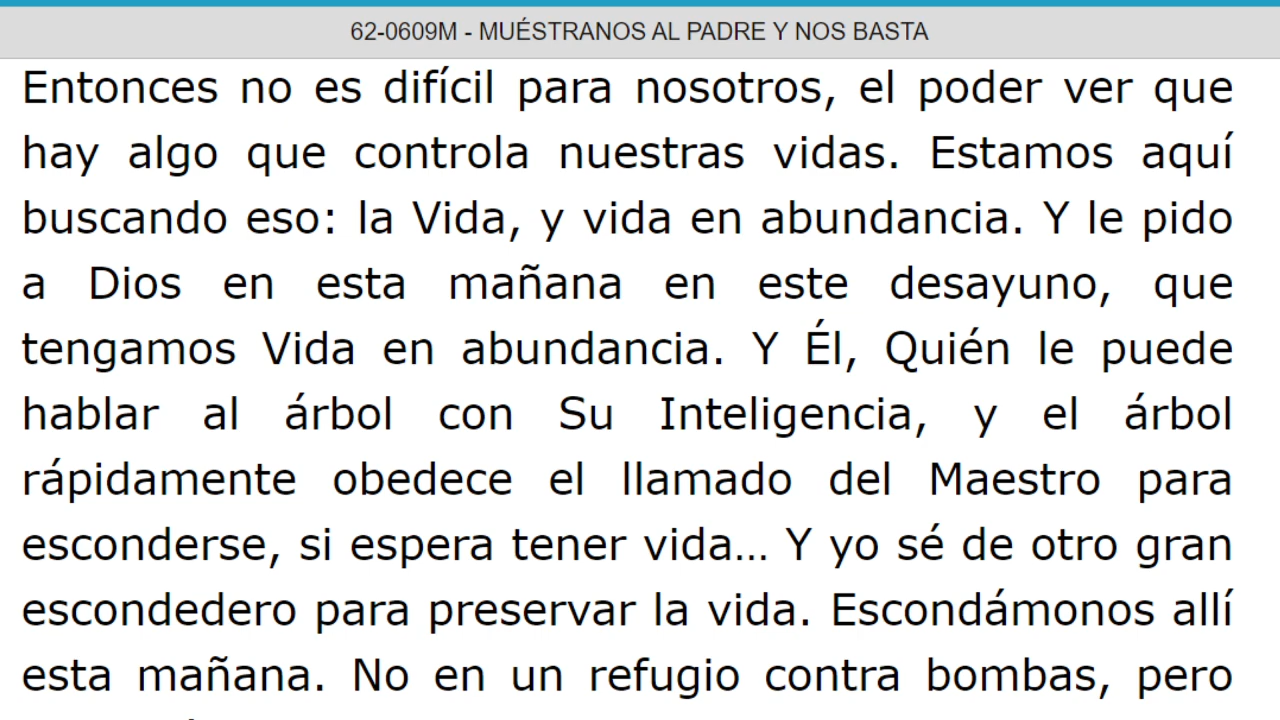 62-0609M - MUÉSTRANOS AL PADRE Y NOS BASTA
Entonces no es difícil para nosotros, el poder ver que
hay algo que controla nuestras vidas. Estamos aquí
buscando eso: la Vida, y vida en abundancia. Y le pido
a Dios en esta mañana en este desayuno, que
tengamos Vida en abundancia. Y Él, Quién le puede
hablar al árbol con Su Inteligencia, y el árbol
rápidamente obedece el llamado del Maestro para
esconderse, si espera tener vida... Y yo sé de otro gran
escondedero para preservar la vida. Escondámonos allí
esta mañana. No en un refugio contra bombas, pero